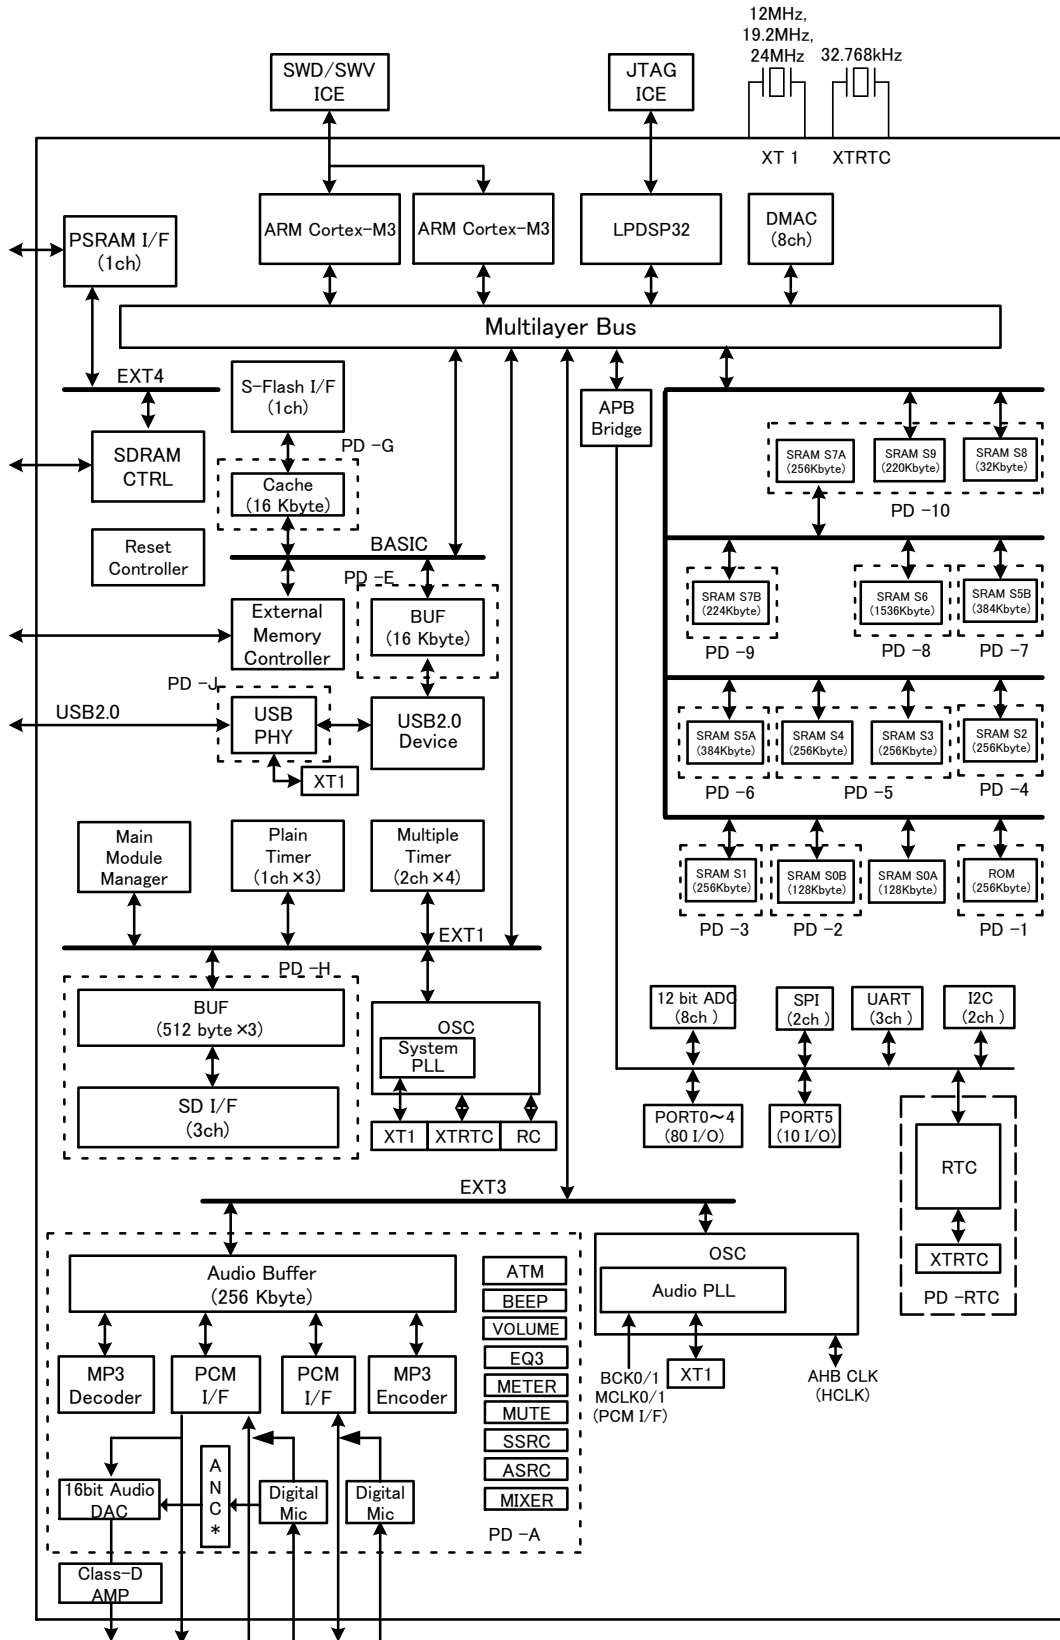 12MHz,
19.2MHz,
24MHz
32.768kHz
SWD/SWV
ICE
JTAG
ICE
XT 1
XTRTC
PSRAM I/F
(1ch)
ARM Cortex-M3
ARM Cortex-M3
LPDSP32
DMAC
(8ch)
Multilayer Bus
EXT4
S-Flash I/F
(1ch)
APB
Bridge
SDRAM
CTRL
PD -G
Cache
(16 Kbyte)
SRAM S7A
(256Kbyte)
SRAM S9
(220Kbyte)
SRAM S8
(32Kbyte)
PD -10
Reset
Controller
BASIC
PD -E
External
Memory
Controller
BUF
(16 Kbyte)
SRAM S7B
(224Kbyte)
SRAM S6
(1536Kbyte)
SRAM S5B
(384Kbyte)
PD -9
PD -8
PD -7
PD -J
USB2.0
USB
PHY
USB2.0
Device
XT1
SRAM S5A
(384Kbyte)
SRAM S4
(256Kbyte)
SRAM S3
(256Kbyte)
SRAM S2
(256Kbyte)
PD -6
PD -5
PD -4
Main
Module
Manager
Plain
Timer
(1ch ×3)
Multiple
Timer
(2ch ×4)
SRAM S1
(256Kbyte)
SRAM S0B
(128Kbyte)
SRAM S0A
(128Kbyte)
ROM
(256Kbyte)
PD -3
PD -2
PD -1
EXT1
PD -H
BUF
(512 byte ×3)
SD I/F
(3ch)
OSC
System
PLL
XT1
XTRTC
RC
12 bit ADC
(8ch )
SPI
(2ch )
UART
(3ch )
I2C
(2ch )
PORT0～4
(80 I/O)
PORT5
(10 I/O)
RTC
XTRTC
PD -RTC
EXT3
Audio Buffer
(256 Kbyte)
MP3
Decoder
PCM
I/F
PCM
I/F
MP3
Encoder
ATM
BEEP
VOLUME
EQ3
METER
MUTE
SSRC
ASRC
MIXER
PD -A
OSC
Audio PLL
BCK0/1
MCLK0/1
(PCM I/F)
XT1
AHB CLK
(HCLK)
16bit Audio
DAC
A
N
C
*
Digital
Mic
Digital
Mic
Class-D
AMP